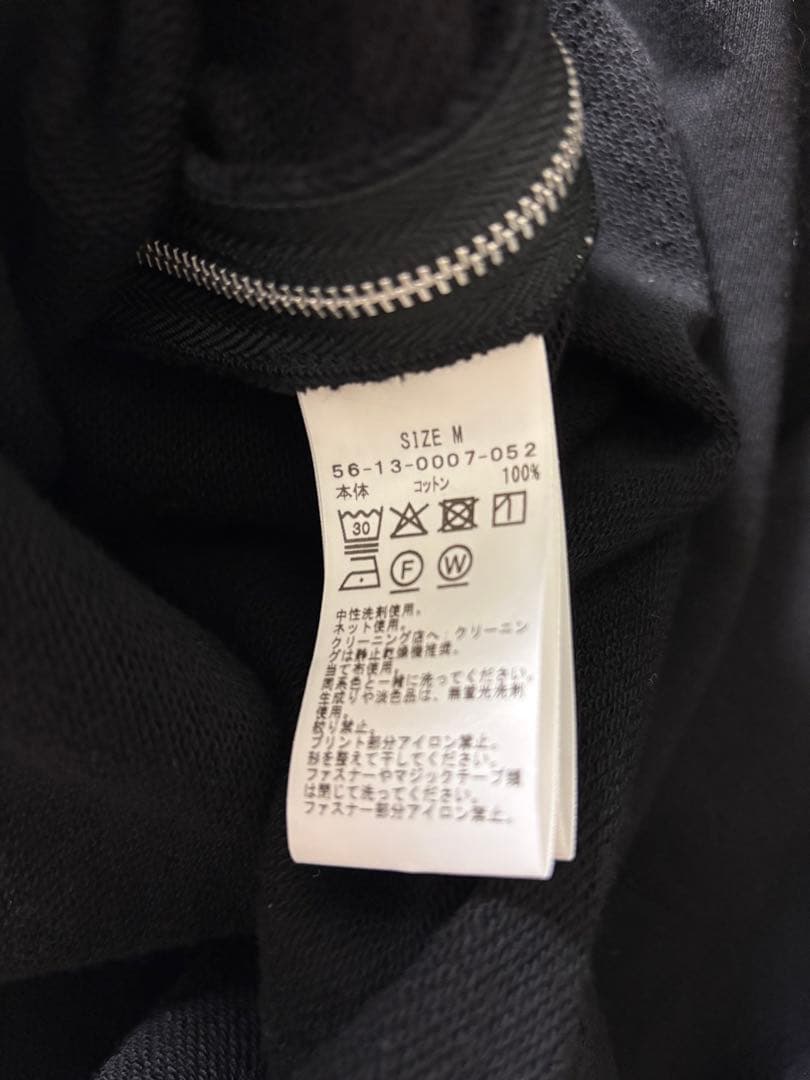 SIZE M
56-13-0007-052
本体 コットン 100%
30
F W
中性洗剤使用。
ネット使用。
クリーニング店へ クリーニン
グは静止乾燥機推奨。
当て布使用。
同系色と一緒に洗ってください。
生成りや淡色品は、無蛍光洗剤
使用。
絞り禁止。
プリント部分アイロン禁止。
形を整えて干してください。
ファスナーやマジックテープ類
は閉じて洗ってください。
ファスナー部分アイロン禁止。